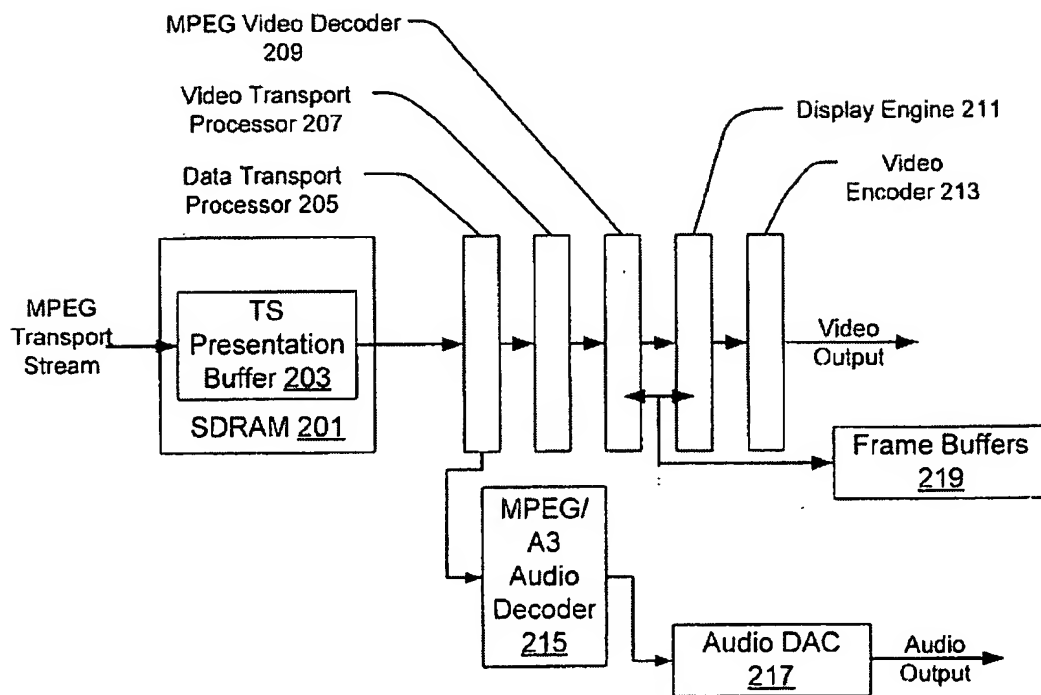 MPEG Video Decoder
209
Video Transport
Processor 207
Display Engine 211
Data Transport
Processor 205
Video
Encoder 213
MPEG
Transport
Stream
TS
Presentation
Buffer 203
SDRAM 201
Video
Output
Frame Buffers
219
MPEG/
A3
Audio
Decoder
215
Audio DAC
217
Audio
Output